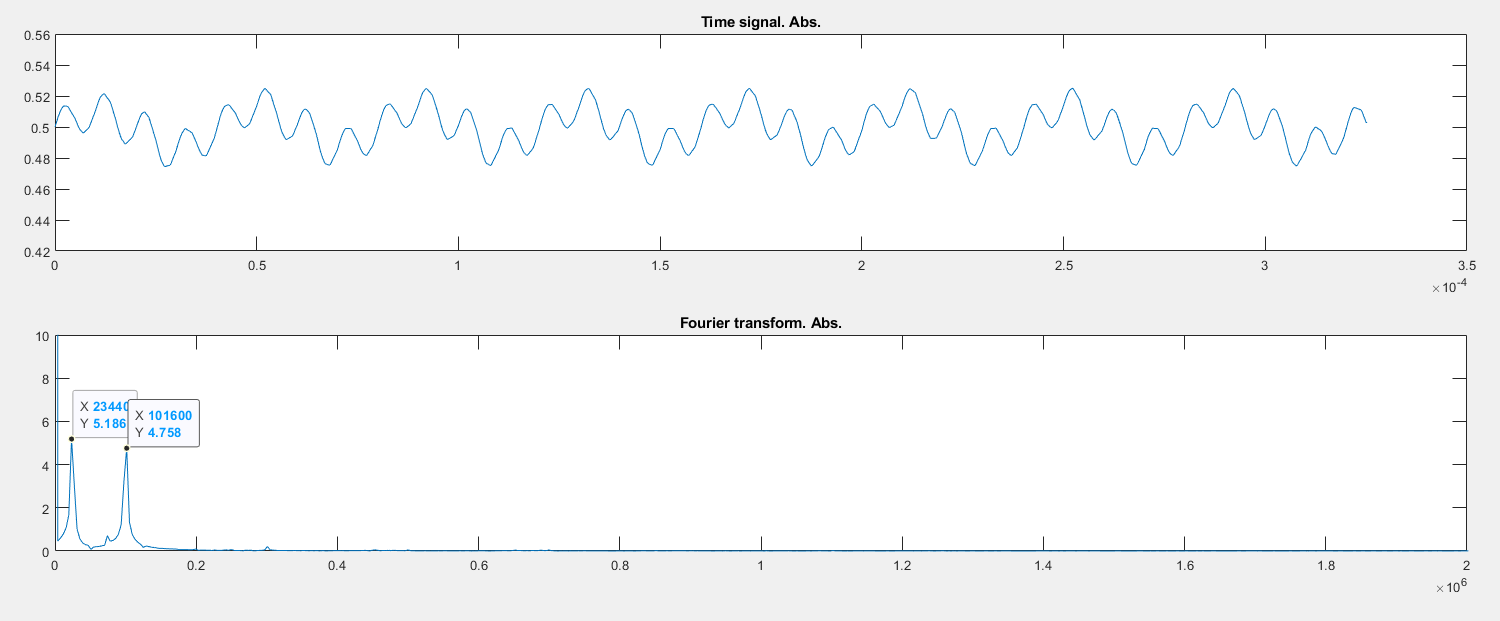 Time signal. Abs.
0.56
0.54
0.52
0.5
0.48
0.46
0.44
0.42
0 0.5 1 1.5 2 2.5 3 3.5
×10-4
Fourier transform. Abs.
10
8
6
4
2
0
X 23440
Y 5.186
X 101600
Y 4.758
0 0.2 0.4 0.6 0.8 1 1.2 1.4 1.6 1.8 2
×106